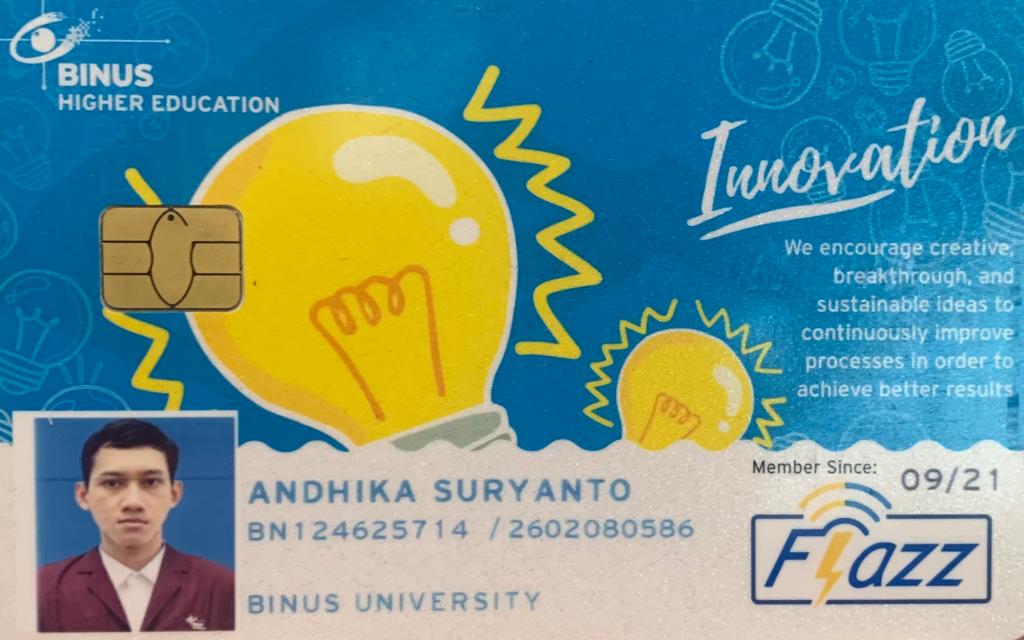 BINUS
HIGHER EDUCATION
Innovation
We encourage creative,
breakthrough, and
sustainable ideas to
continuously improve
processes in order to
achieve better results
Member Since: 09/21
ANDHIKA SURYANTO
BN124625714 / 2602080586
Flazz
BINUS UNIVERSITY